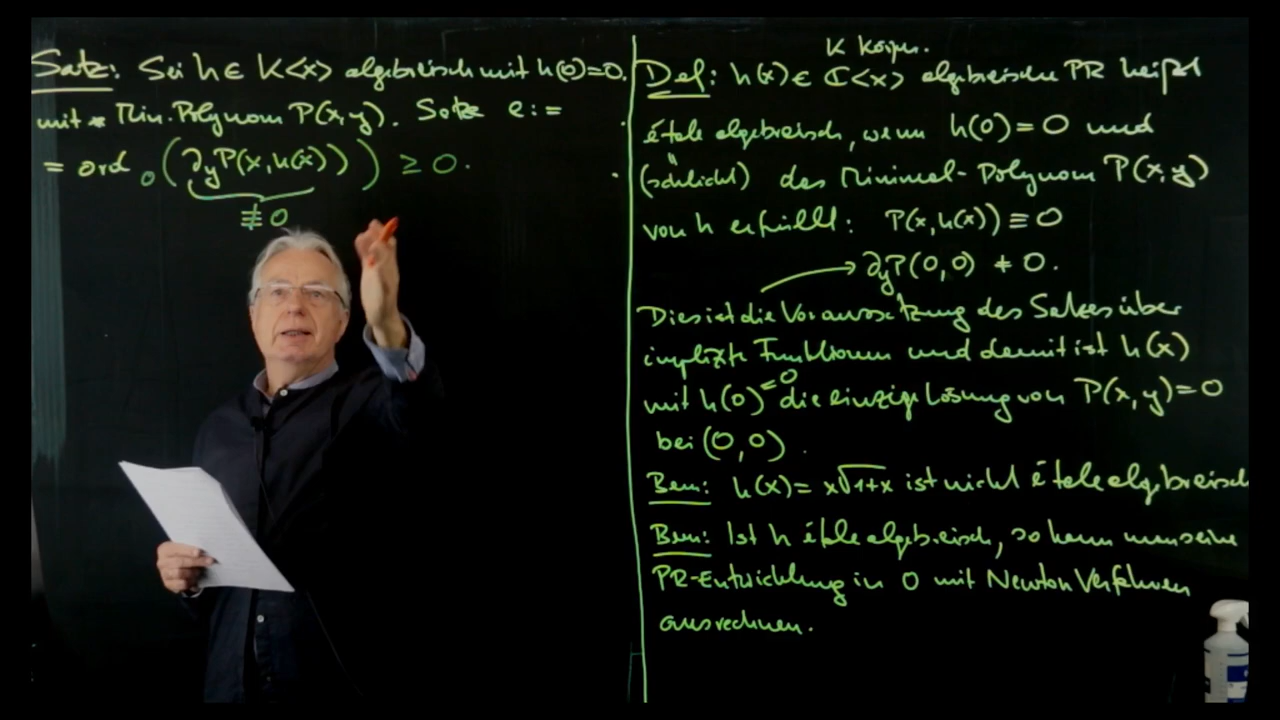 Satz: Sei h ∈ K<x> algebraisch mit h(0)=0.
mit Min.Polynom P(x,y). Setze e:=
= ord₀(∂yP(x,h(x))) ≥ 0.
≢ 0
K Körper.
Def: h(x) ∈ ℂ<x> algebraische PR heißt
étale algebraisch, wenn h(0)=0 und
(schlicht) das Minimal-Polynom P(x,y)
von h erfüllt: P(x,h(x)) ≡ 0
→ ∂yP(0,0) ≠ 0.
Dies ist die Voraussetzung des Satzes über
implizite Funktionen und damit ist h(x)
mit h(0)=0 die einzige Lösung von P(x,y)=0
bei (0,0).
Bem: h(x)= x√1+x ist nicht étale algebraisch
Bem: Ist h étale algebraisch, so kann man seine
PR-Entwicklung in 0 mit Newton Verfahren
ausrechnen.